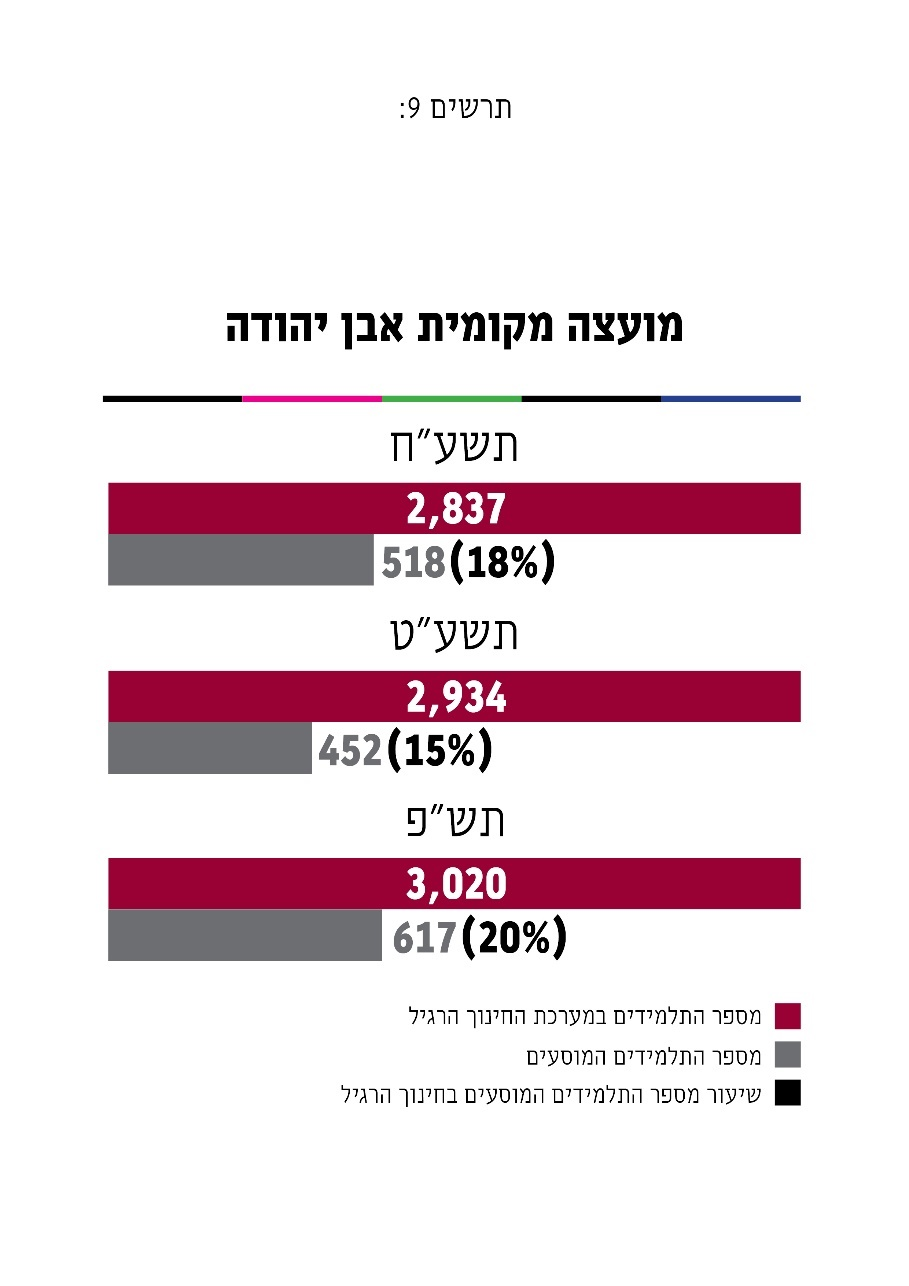 תרשים 9:
מועצה מקומית אבן יהודה
תשע"ח
2,837
518 (18%)
תשע"ט
2,934
452 (15%)
תש"פ
3,020
617 (20%)
מספר התלמידים במערכת החינוך הרגיל
מספר התלמידים המוסעים
שיעור מספר התלמידים המוסעים בחינוך הרגיל